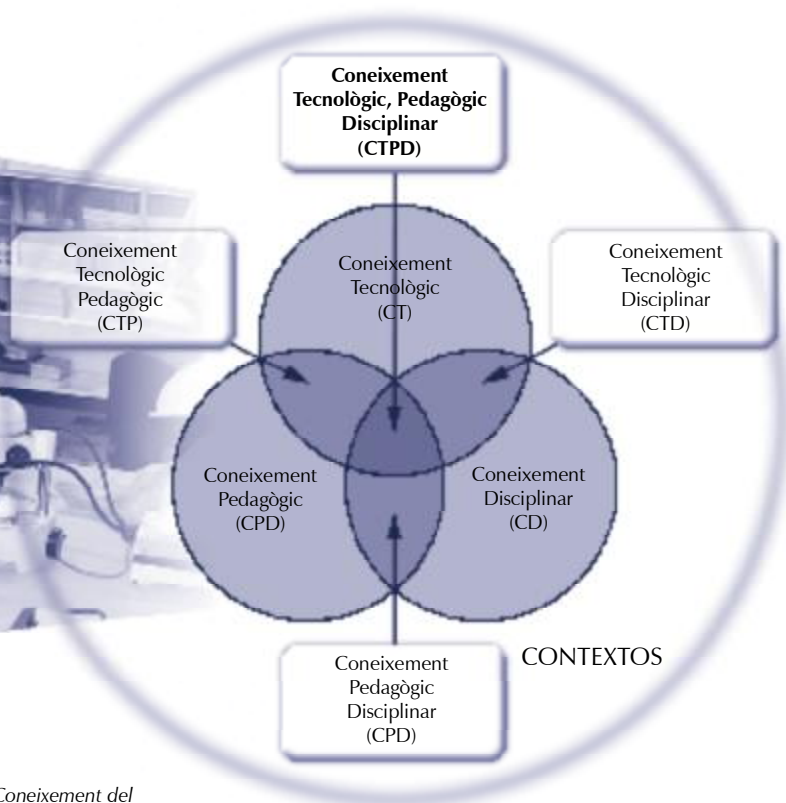 Coneixement
Tecnològic, Pedagògic
Disciplinar
(CTPD)
Coneixement
Tecnològic
Pedagògic
(CTP)
Coneixement
Tecnològic
(CT)
Coneixement
Tecnològic
Disciplinar
(CTD)
Coneixement
Pedagògic
(CPD)
Coneixement
Disciplinar
(CD)
Coneixement
Pedagògic
Disciplinar
(CPD)
CONTEXTOS
Coneixement del